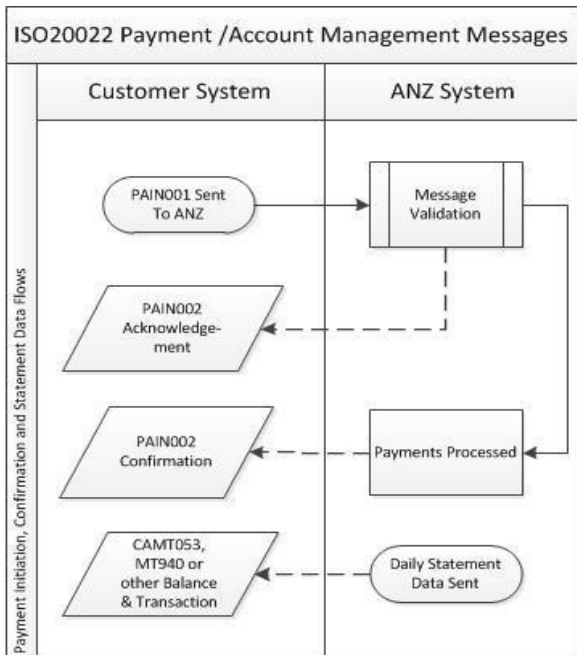 ISO20022 Payment /Account Management Messages
Customer System
ANZ System
Payment Initiation, Confirmation and Statement Data Flows
PAIN001 Sent
To ANZ
Message
Validation
PAIN002
Acknowledge-
ment
PAIN002
Confirmation
Payments Processed
CAMT053,
MT940 or
other Balance
& Transaction
Daily Statement
Data Sent